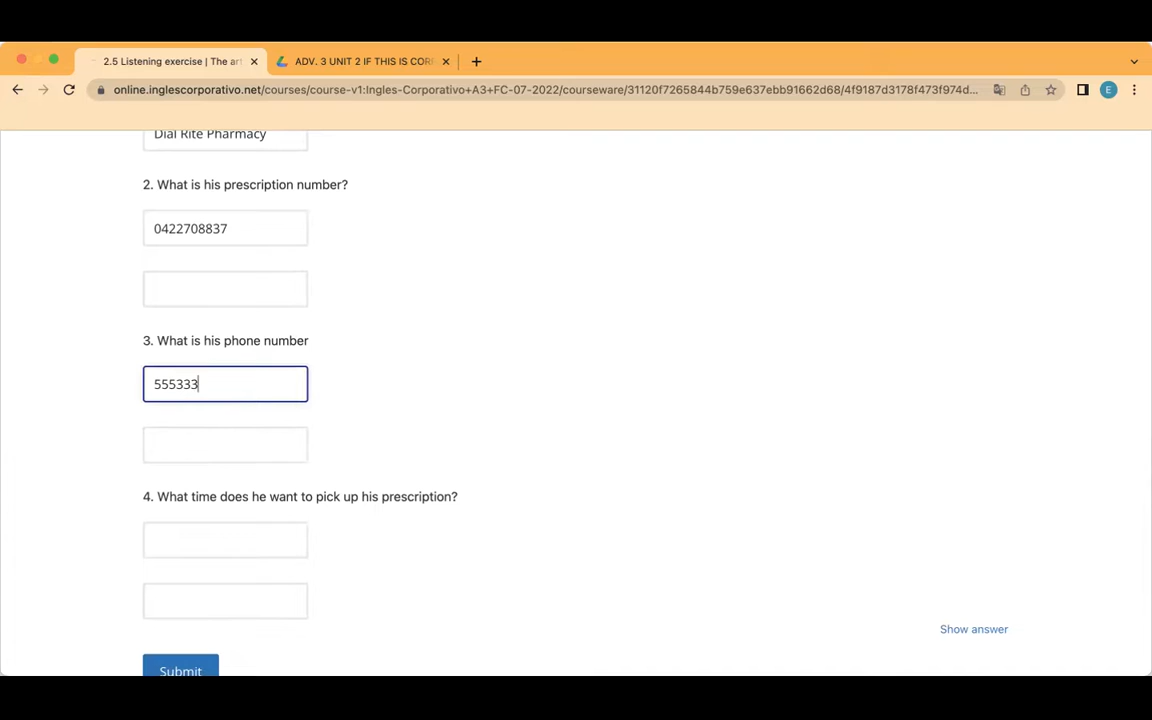 2.5 Listening exercise | The ar
ADV. 3 UNIT 2 IF THIS IS COR
online.inglescorporativo.net/courses/course-v1:Ingles-Corporativo+A3+FC-07-2022/courseware/31120f7265844b759e637ebb91662d68/4f9187d3178f473f974d...
E
Dial Rite Pharmacy
2. What is his prescription number?
0422708837
3. What is his phone number
555333
4. What time does he want to pick up his prescription?
Show answer
Submit